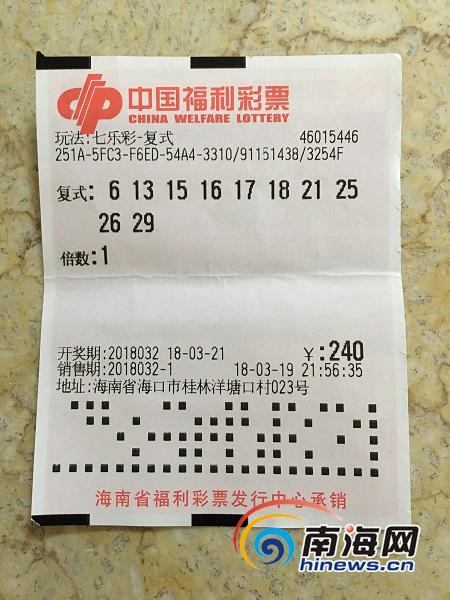 中国福利彩票
CHINA WELFARE LOTTERY
玩法:七乐彩-复式 46015446
251A-5FC3-F6ED-54A4-3310/91151438/3254F
复式: 6 13 15 16 17 18 21 25
26 29
倍数:1
开奖期:2018032 18-03-21 ¥:240
销售期:2018032-1 18-03-19 21:56:35
地址:海南省海口市桂林洋塘口村023号
海南省福利彩票发行中心承销
南海网
hinews.cn